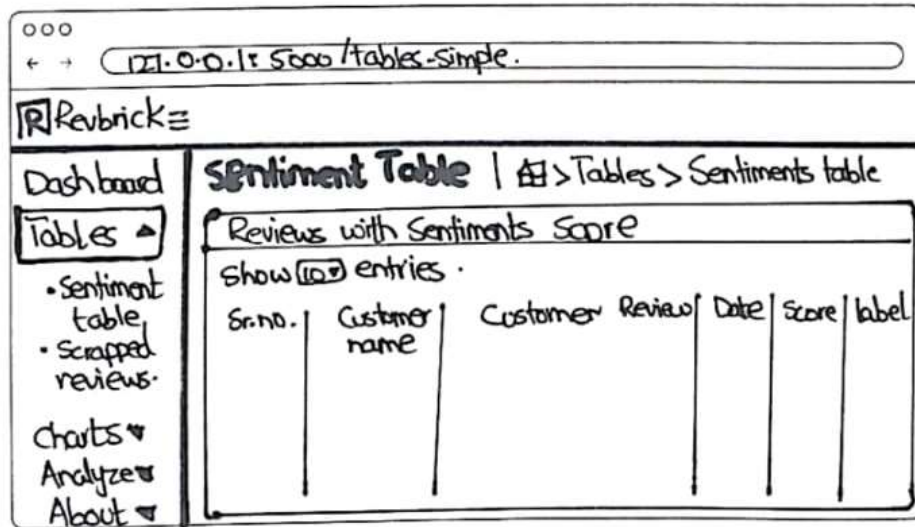 127.0.0.1:5000/tables-simple.
R Revbrick
Dashboard
Tables
• Sentiment
table
• Scrapped
reviews.
Charts
Analyze
About
Sentiment Table | > Tables > Sentiments table
Reviews with Sentiments Score
Show 10 entries.
Sr.no. Customer name Customer Review Date Score label